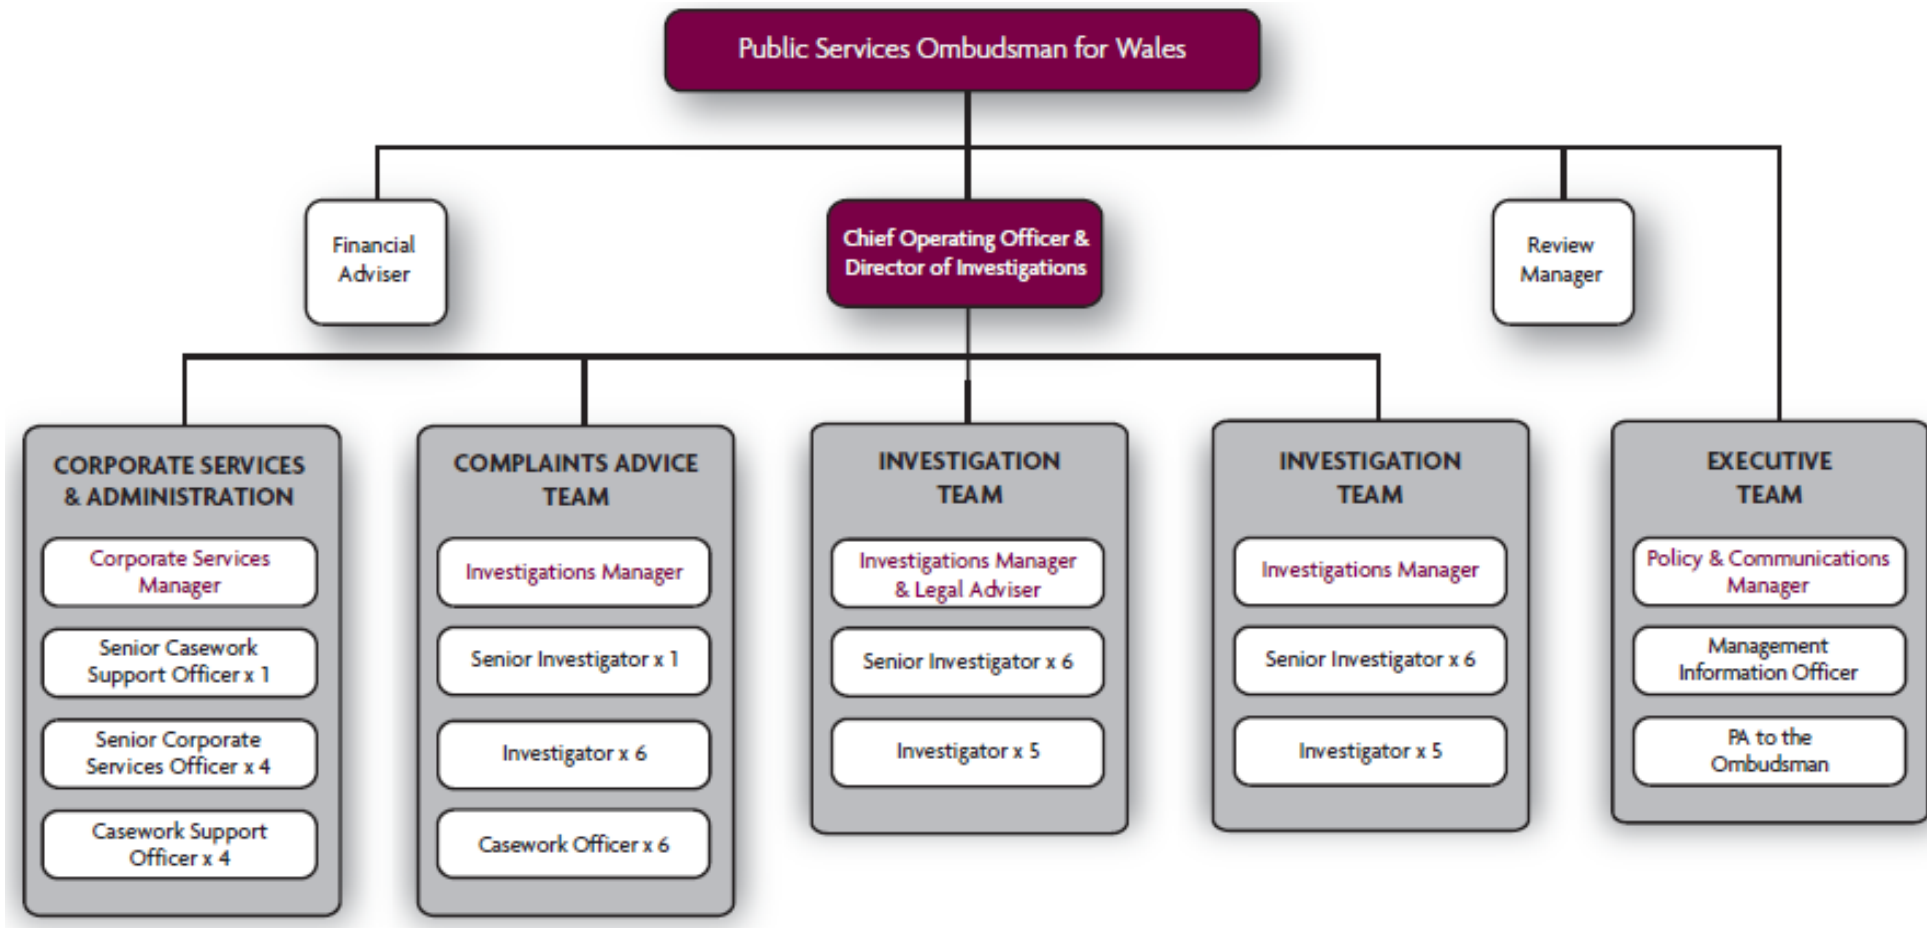 Public Services Ombudsman for Wales
Financial
Adviser
Chief Operating Officer &
Director of Investigations
Review
Manager
CORPORATE SERVICES
& ADMINISTRATION
Corporate Services
Manager
Senior Casework
Support Officer x 1
Senior Corporate
Services Officer x 4
Casework Support
Officer x 4
COMPLAINTS ADVICE
TEAM
Investigations Manager
Senior Investigator x 1
Investigator x 6
Casework Officer x 6
INVESTIGATION
TEAM
Investigations Manager
& Legal Adviser
Senior Investigator x 6
Investigator x 5
INVESTIGATION
TEAM
Investigations Manager
Senior Investigator x 6
Investigator x 5
EXECUTIVE
TEAM
Policy & Communications
Manager
Management
Information Officer
PA to the
Ombudsman